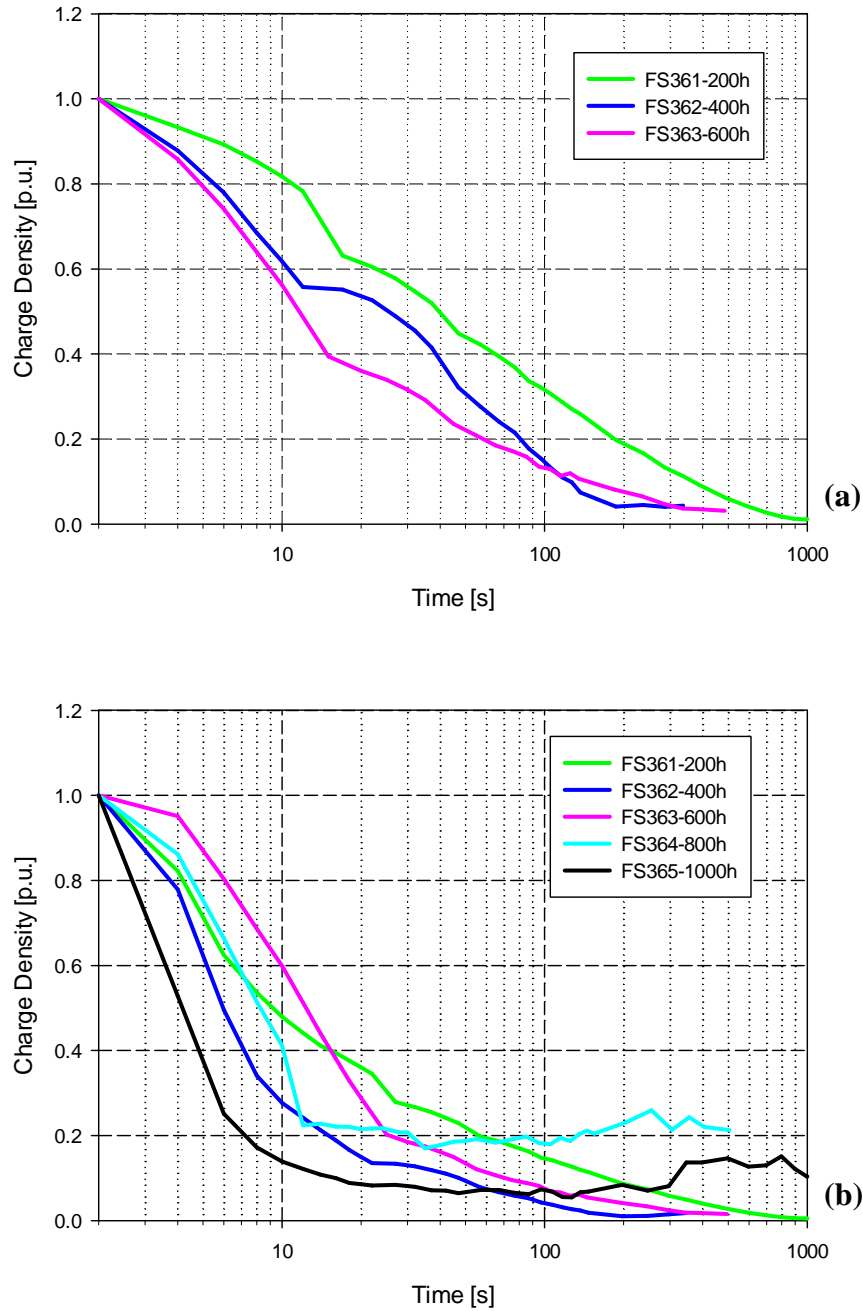 1.2
1.0
0.8
0.6
0.4
0.2
0.0
Charge Density [p.u.]
FS361-200h
FS362-400h
FS363-600h
(a)
10
100
1000
Time [s]
1.2
1.0
0.8
0.6
0.4
0.2
0.0
Charge Density [p.u.]
FS361-200h
FS362-400h
FS363-600h
FS364-800h
FS365-1000h
(b)
10
100
1000
Time [s]